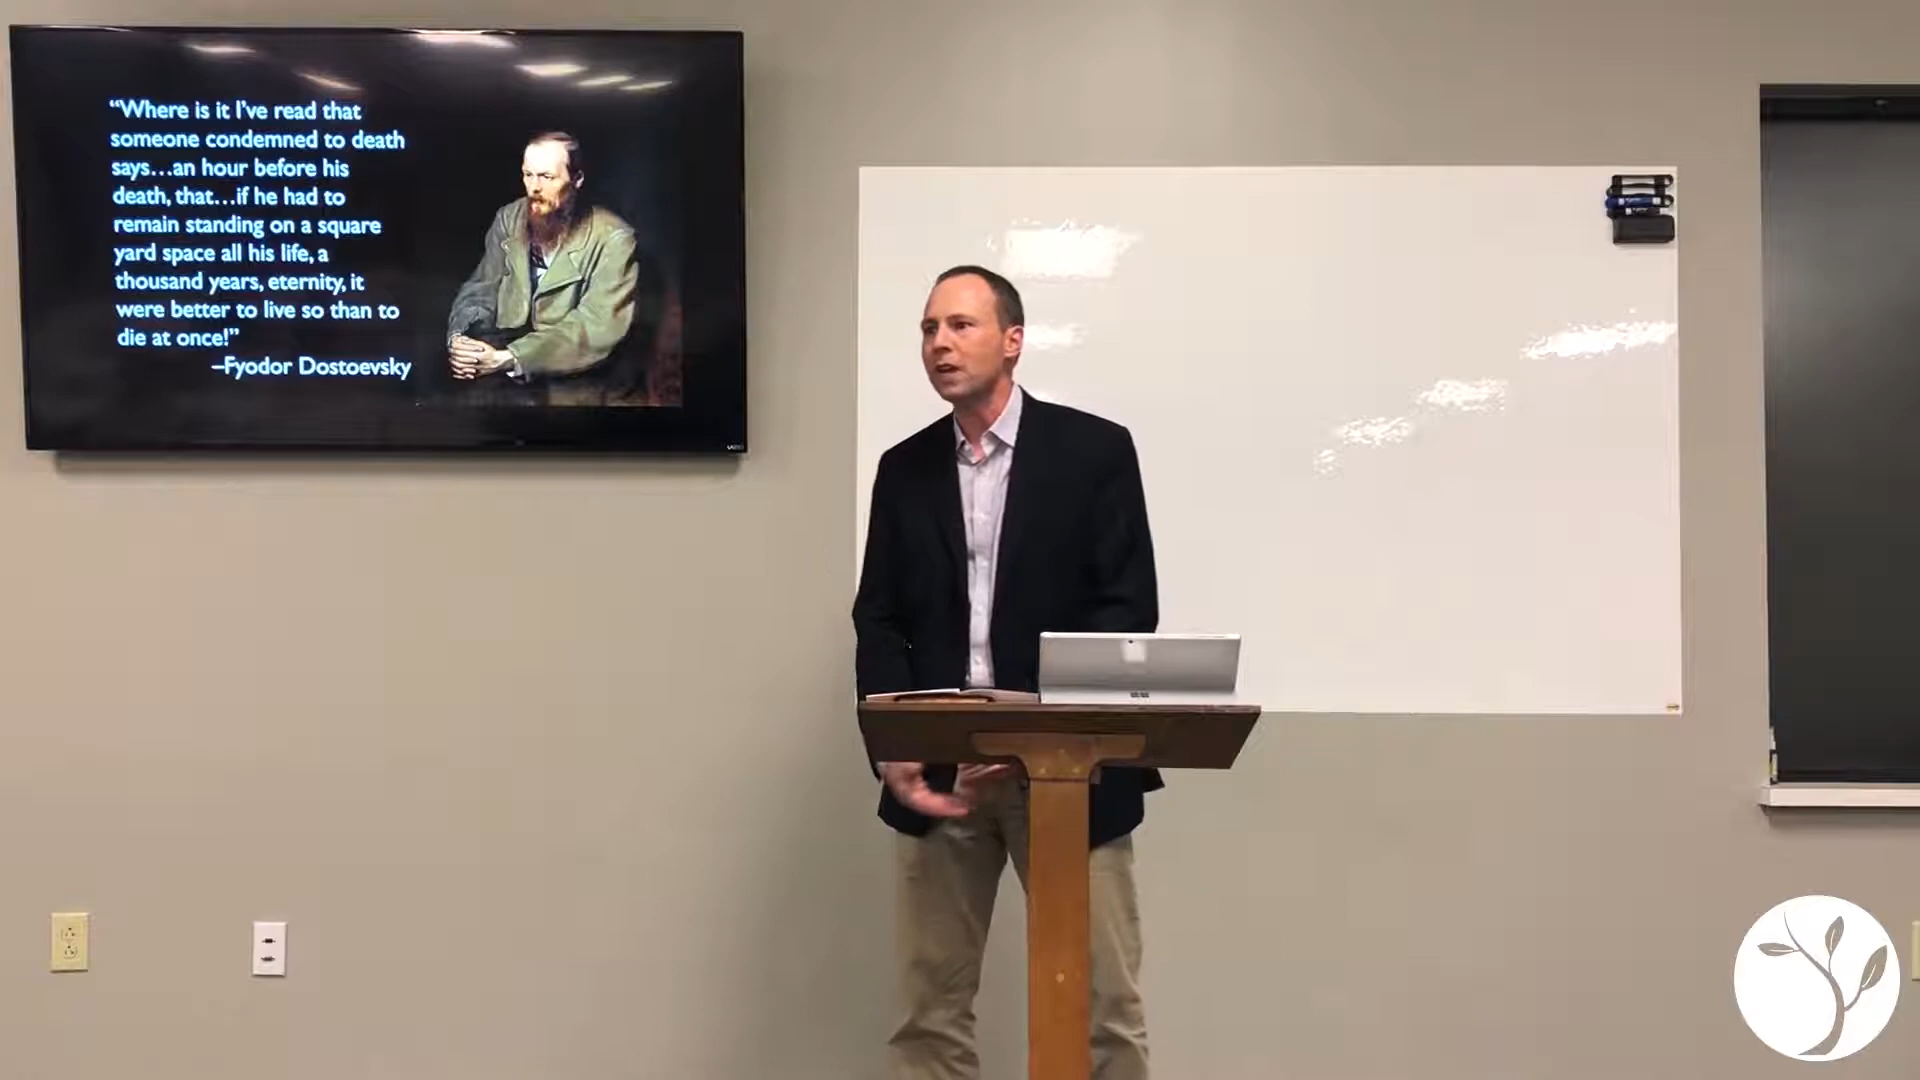 “Where is it I’ve read that
someone condemned to death
says…an hour before his
death, that…if he had to
remain standing on a square
yard space all his life, a
thousand years, eternity, it
were better to live so than to
die at once!”
–Fyodor Dostoevsky